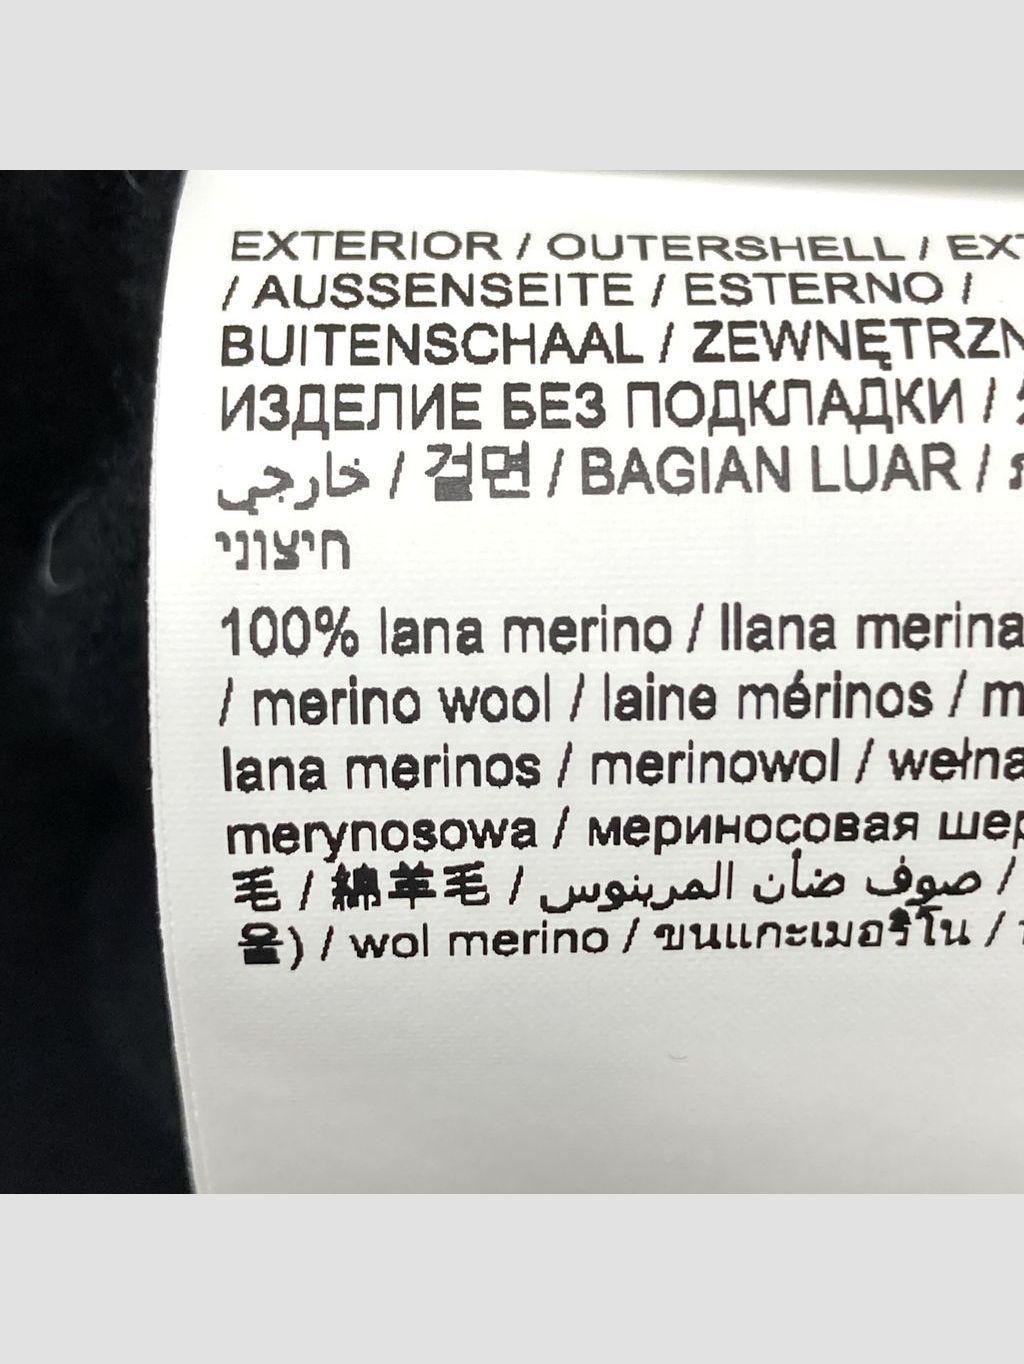 EXTERIOR / OUTERSHELL / EXT
/ AUSSENSEITE / ESTERNO /
BUITENSCHAAL / ZEWNĘTRZN
ИЗДЕЛИЕ БЕЗ ПОДКЛАДКИ /
خارجي / 겉면 / BAGIAN LUAR /
חיצוני
100% lana merino / llana merina
/ merino wool / laine mérinos / m
lana merinos / merinowol / wełna
merynosowa / мериносовая шер
毛 / 綿羊毛 / صوف ضأن المرينوس /
울) / wol merino / ขนแกะเมอริโน /